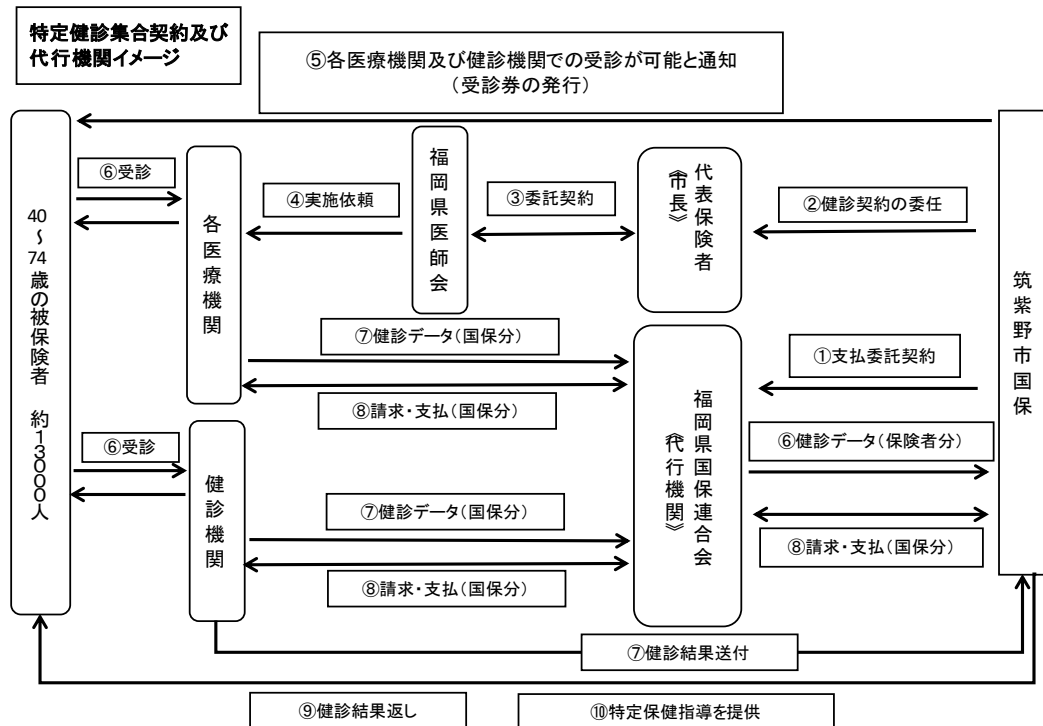 特定健診集合契約及び
代行機関イメージ
⑤各医療機関及び健診機関での受診が可能と通知
（受診券の発行）
40～74歳の被保険者　約13000人
⑥受診
各医療機関
④実施依頼
福岡県医師会
③委託契約
代表保険者
《市長》
②健診契約の委任
筑紫野市国保
⑦健診データ（国保分）
⑧請求・支払（国保分）
①支払委託契約
福岡県国保連合会
《代行機関》
⑥健診データ（保険者分）
⑧請求・支払（国保分）
⑥受診
健診機関
⑦健診データ（国保分）
⑧請求・支払（国保分）
⑦健診結果送付
⑨健診結果返し
⑩特定保健指導を提供